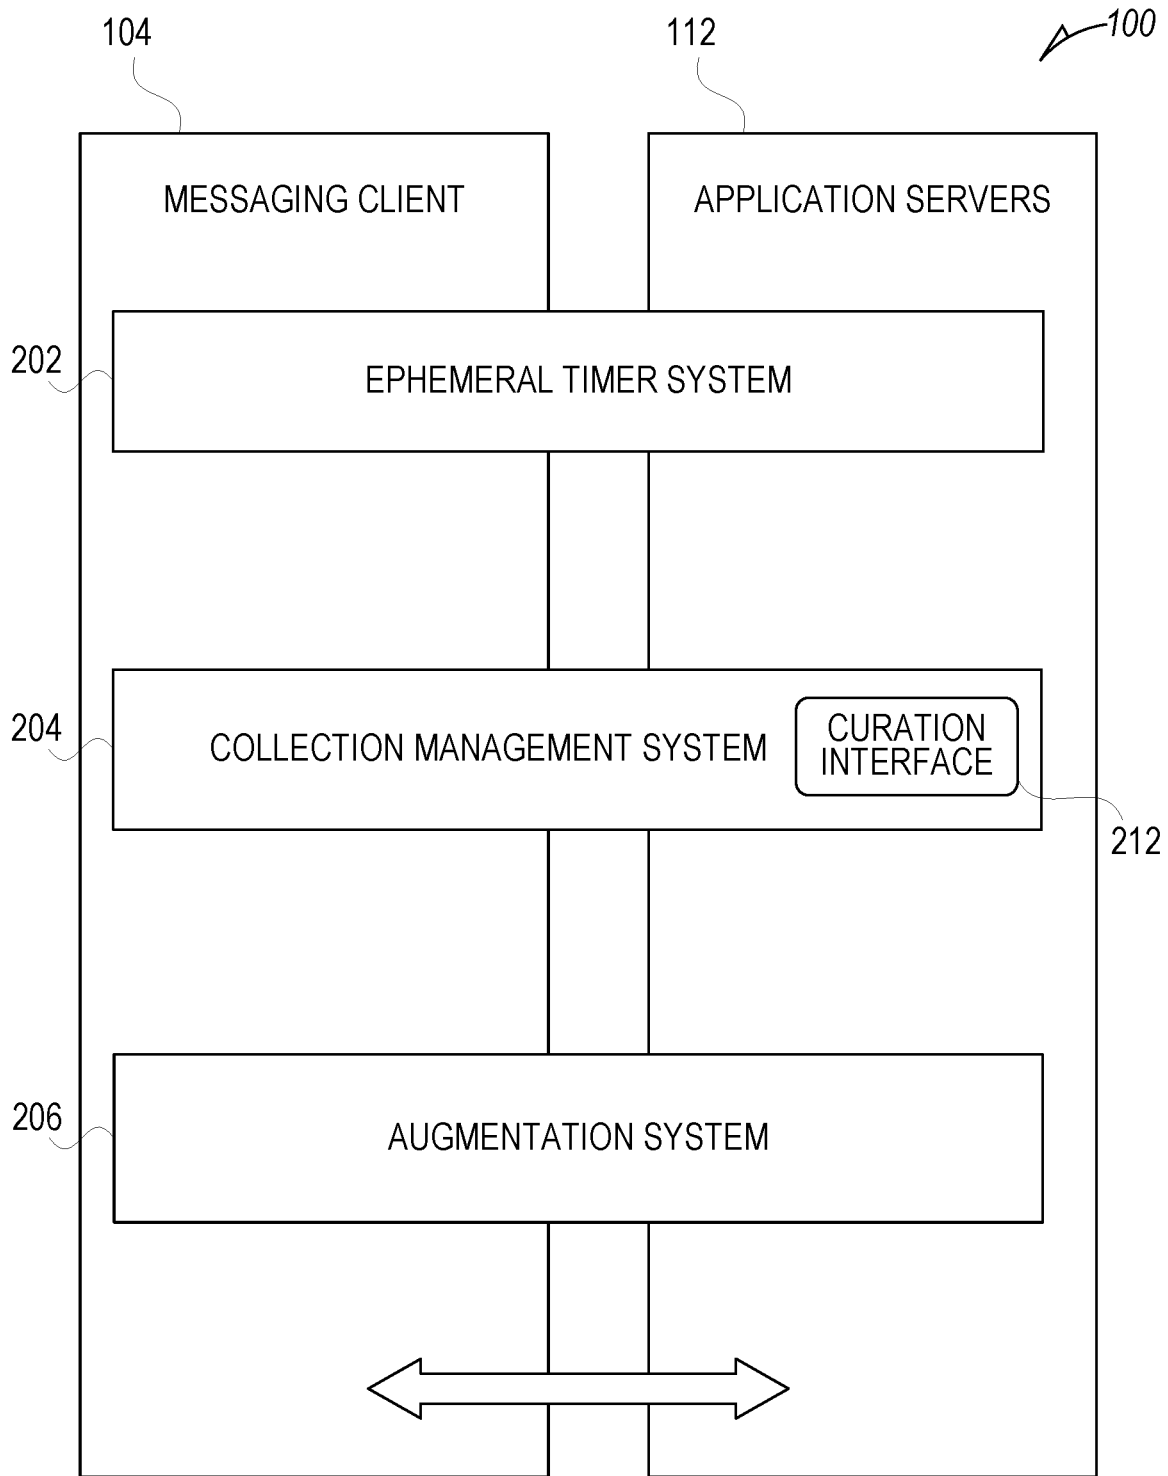 104
112
100
MESSAGING CLIENT
APPLICATION SERVERS
202
EPHEMERAL TIMER SYSTEM
204
COLLECTION MANAGEMENT SYSTEM
CURATION
INTERFACE
212
206
AUGMENTATION SYSTEM